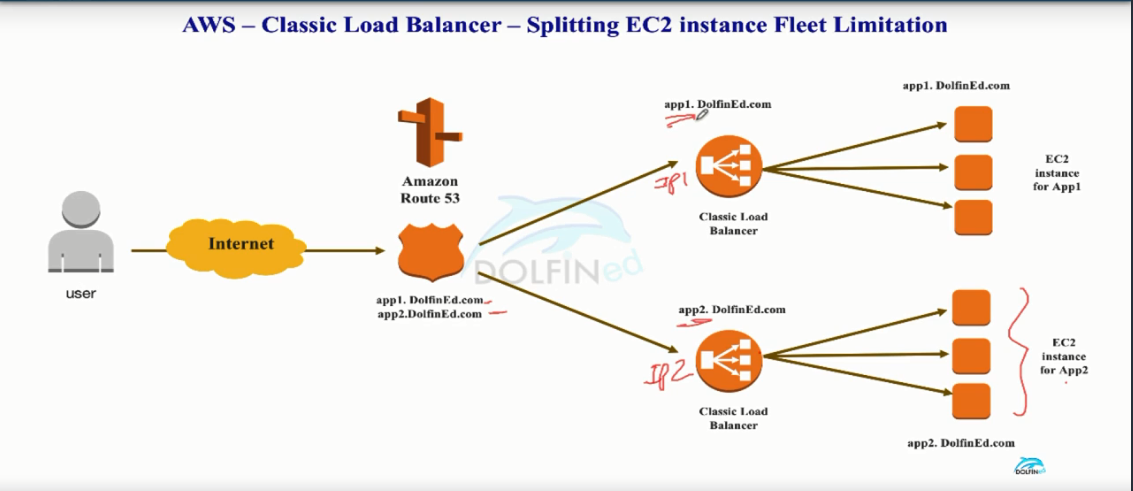 AWS – Classic Load Balancer – Splitting EC2 instance Fleet Limitation
app1. DolfinEd.com
app1. DolfinEd.com
Amazon
Route 53
IP1
EC2
instance
for App1
Classic Load
Balancer
Internet
user
DOLFINed
app1. DolfinEd.com
app2.DolfinEd.com
app2. DolfinEd.com
IP2
EC2
instance
for App2
Classic Load
Balancer
app2. DolfinEd.com
DOLFINed